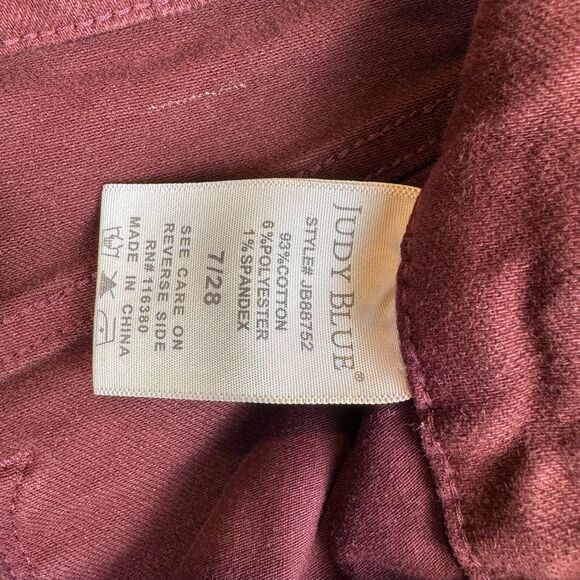 JUDY BLUE®
STYLE# JB88752
93%COTTON
6%POLYESTER
1%SPANDEX
7/28
SEE CARE ON
REVERSE SIDE
RN# 116380
MADE IN CHINA